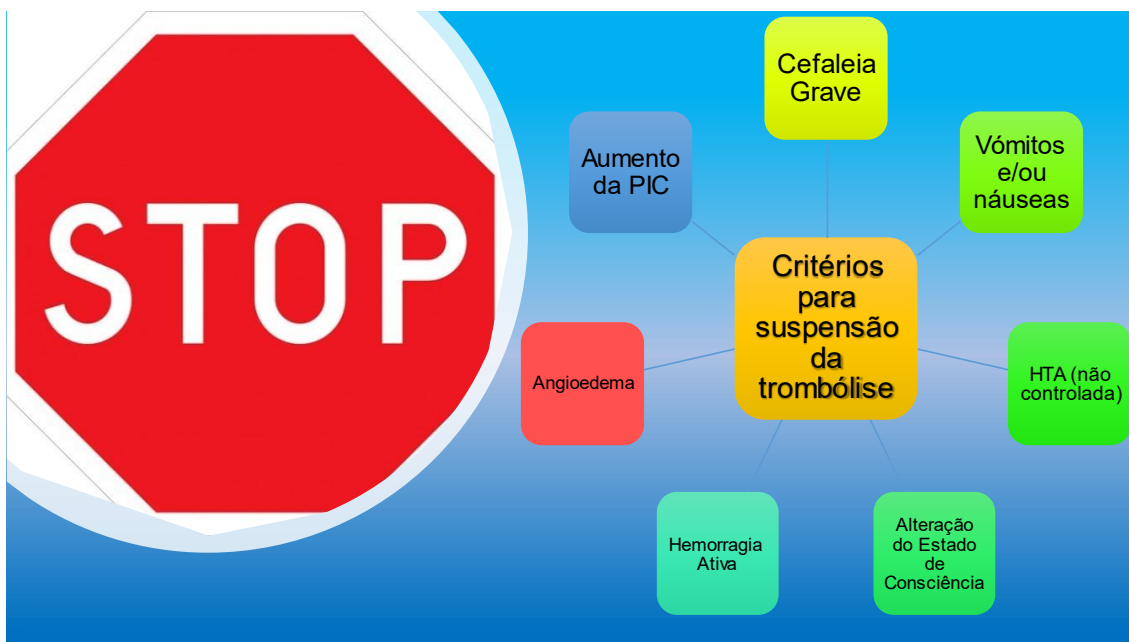 STOP
Cefaleia
Grave
Vómitos
e/ou
náuseas
HTA (não
controlada)
Alteração
do Estado
de
Consciência
Hemorragia
Ativa
Angioedema
Aumento
da PIC
Critérios
para
suspensão
da
trombólise